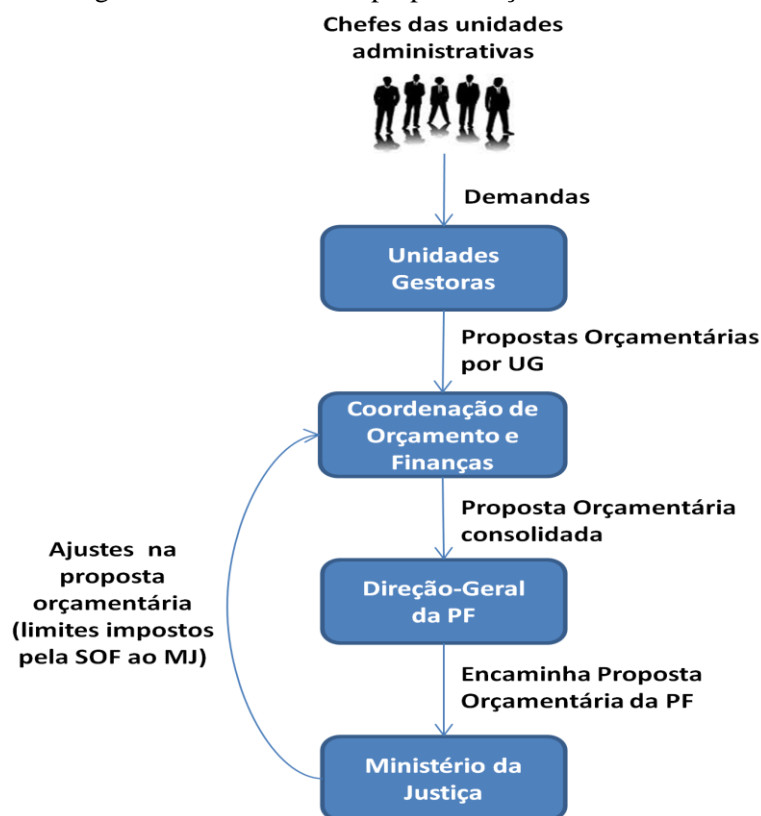 Chefes das unidades
administrativas
Demandas
Unidades
Gestoras
Propostas Orçamentárias
por UG
Coordenação de
Orçamento e
Finanças
Proposta Orçamentária
consolidada
Ajustes na
proposta
orçamentária
(limites impostos
pela SOF ao MJ)
Direção-Geral
da PF
Encaminha Proposta
Orçamentária da PF
Ministério da
Justiça